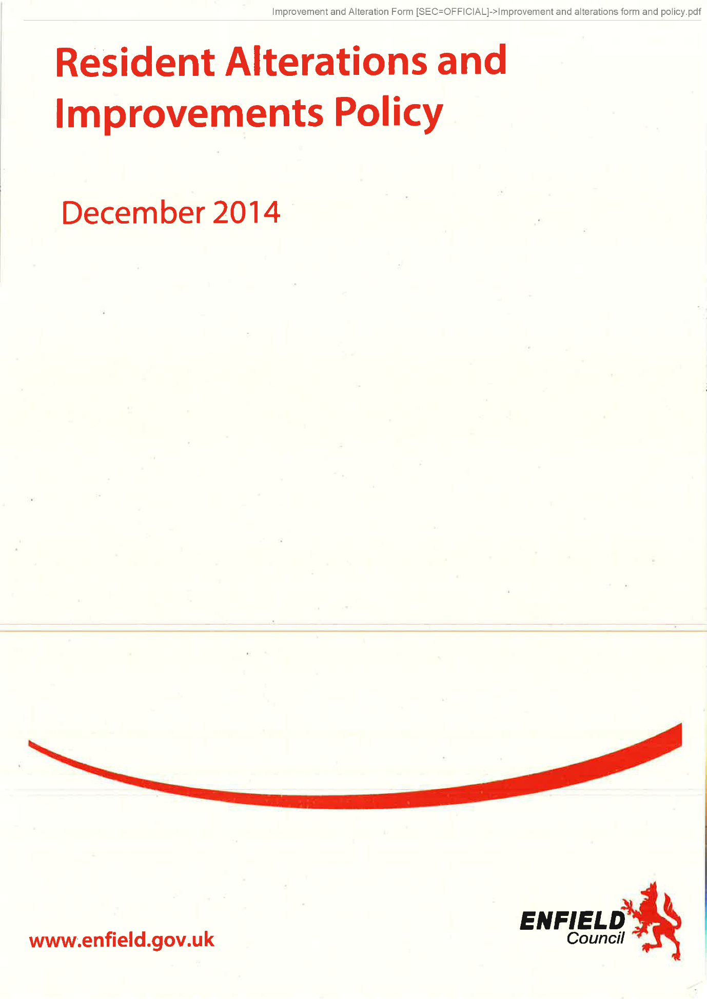 Improvement and Alteration Form [SEC=OFFICIAL]->Improvement and alterations form and policy.pdf
Resident Alterations and
Improvements Policy
December 2014
www.enfield.gov.uk
ENFIELD
Council